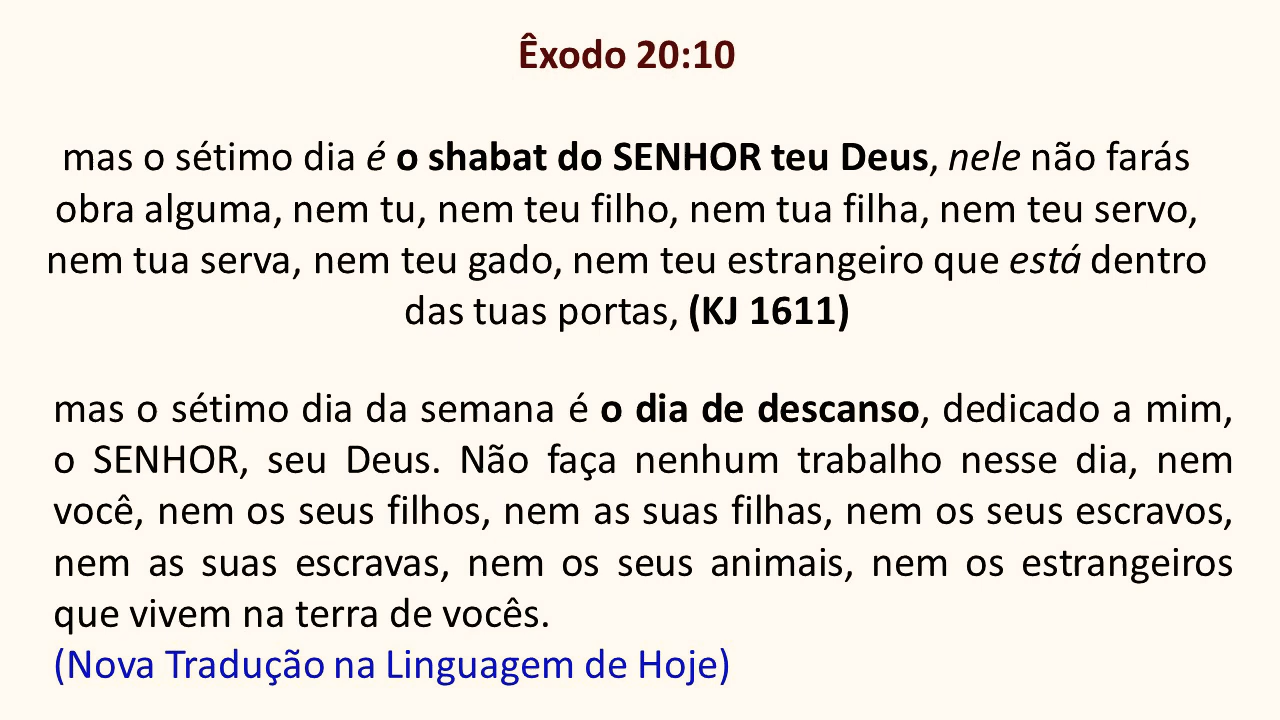 Êxodo 20:10
mas o sétimo dia é o shabat do SENHOR teu Deus, nele não farás
obra alguma, nem tu, nem teu filho, nem tua filha, nem teu servo,
nem tua serva, nem teu gado, nem teu estrangeiro que está dentro
das tuas portas, (KJ 1611)
mas o sétimo dia da semana é o dia de descanso, dedicado a mim,
o SENHOR, seu Deus. Não faça nenhum trabalho nesse dia, nem
você, nem os seus filhos, nem as suas filhas, nem os seus escravos,
nem as suas escravas, nem os seus animais, nem os estrangeiros
que vivem na terra de vocês.
(Nova Tradução na Linguagem de Hoje)